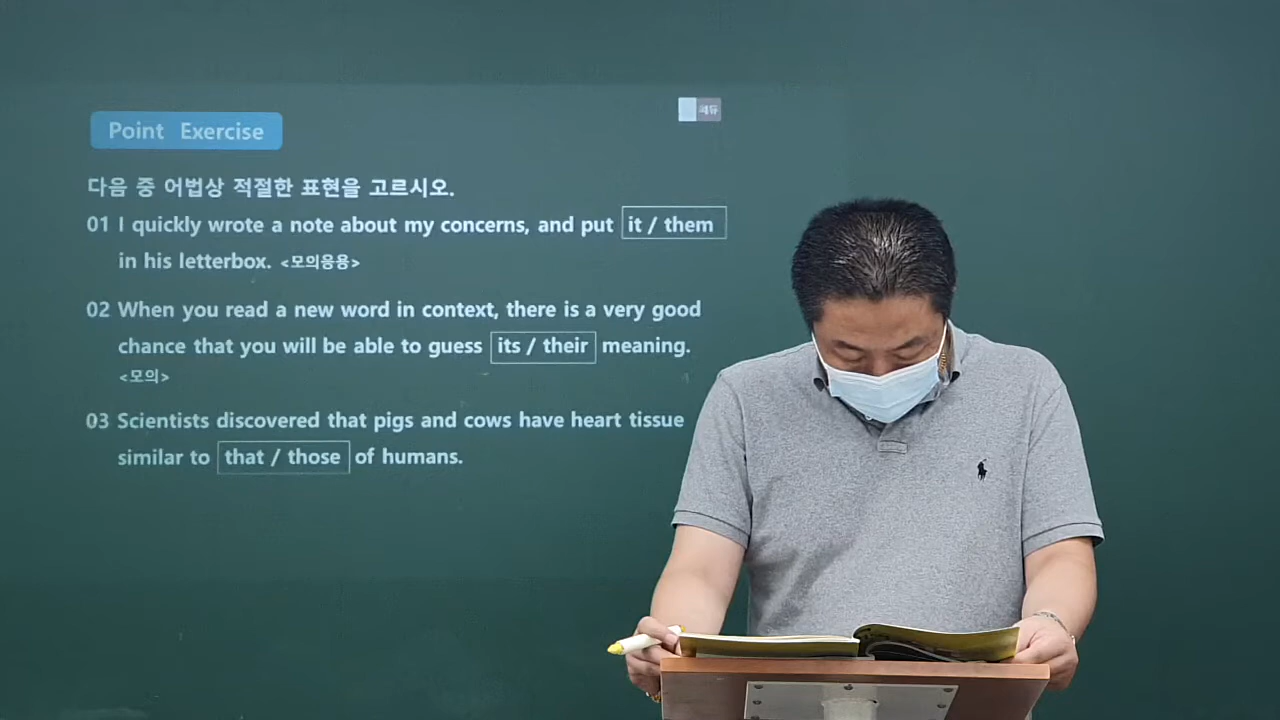 Point Exercise
다음 중 어법상 적절한 표현을 고르시오.
01 I quickly wrote a note about my concerns, and put it / them
in his letterbox. <모의응용>
02 When you read a new word in context, there is a very good
chance that you will be able to guess its / their meaning.
<모의>
03 Scientists discovered that pigs and cows have heart tissue
similar to that / those of humans.